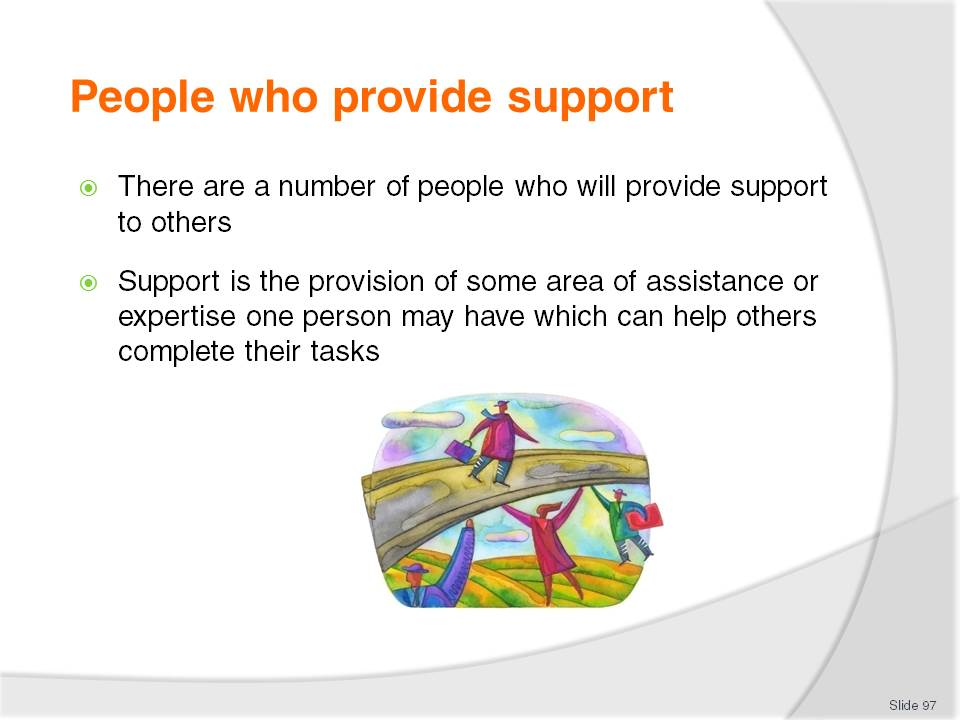 People who provide support
There are a number of people who will provide support
to others
Support is the provision of some area of assistance or
expertise one person may have which can help others
complete their tasks
Slide 97